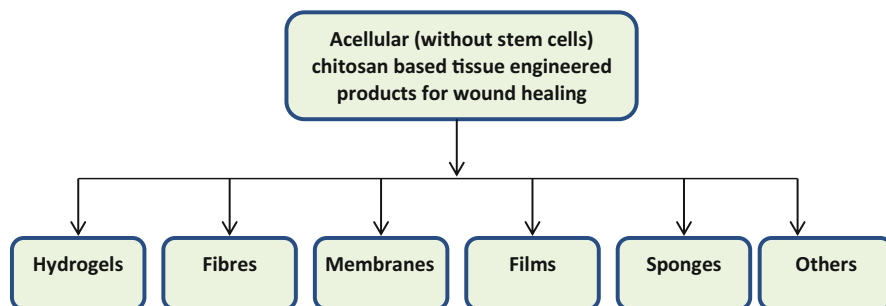 Acellular (without stem cells)
chitosan based tissue engineered
products for wound healing
Hydrogels
Fibres
Membranes
Films
Sponges
Others